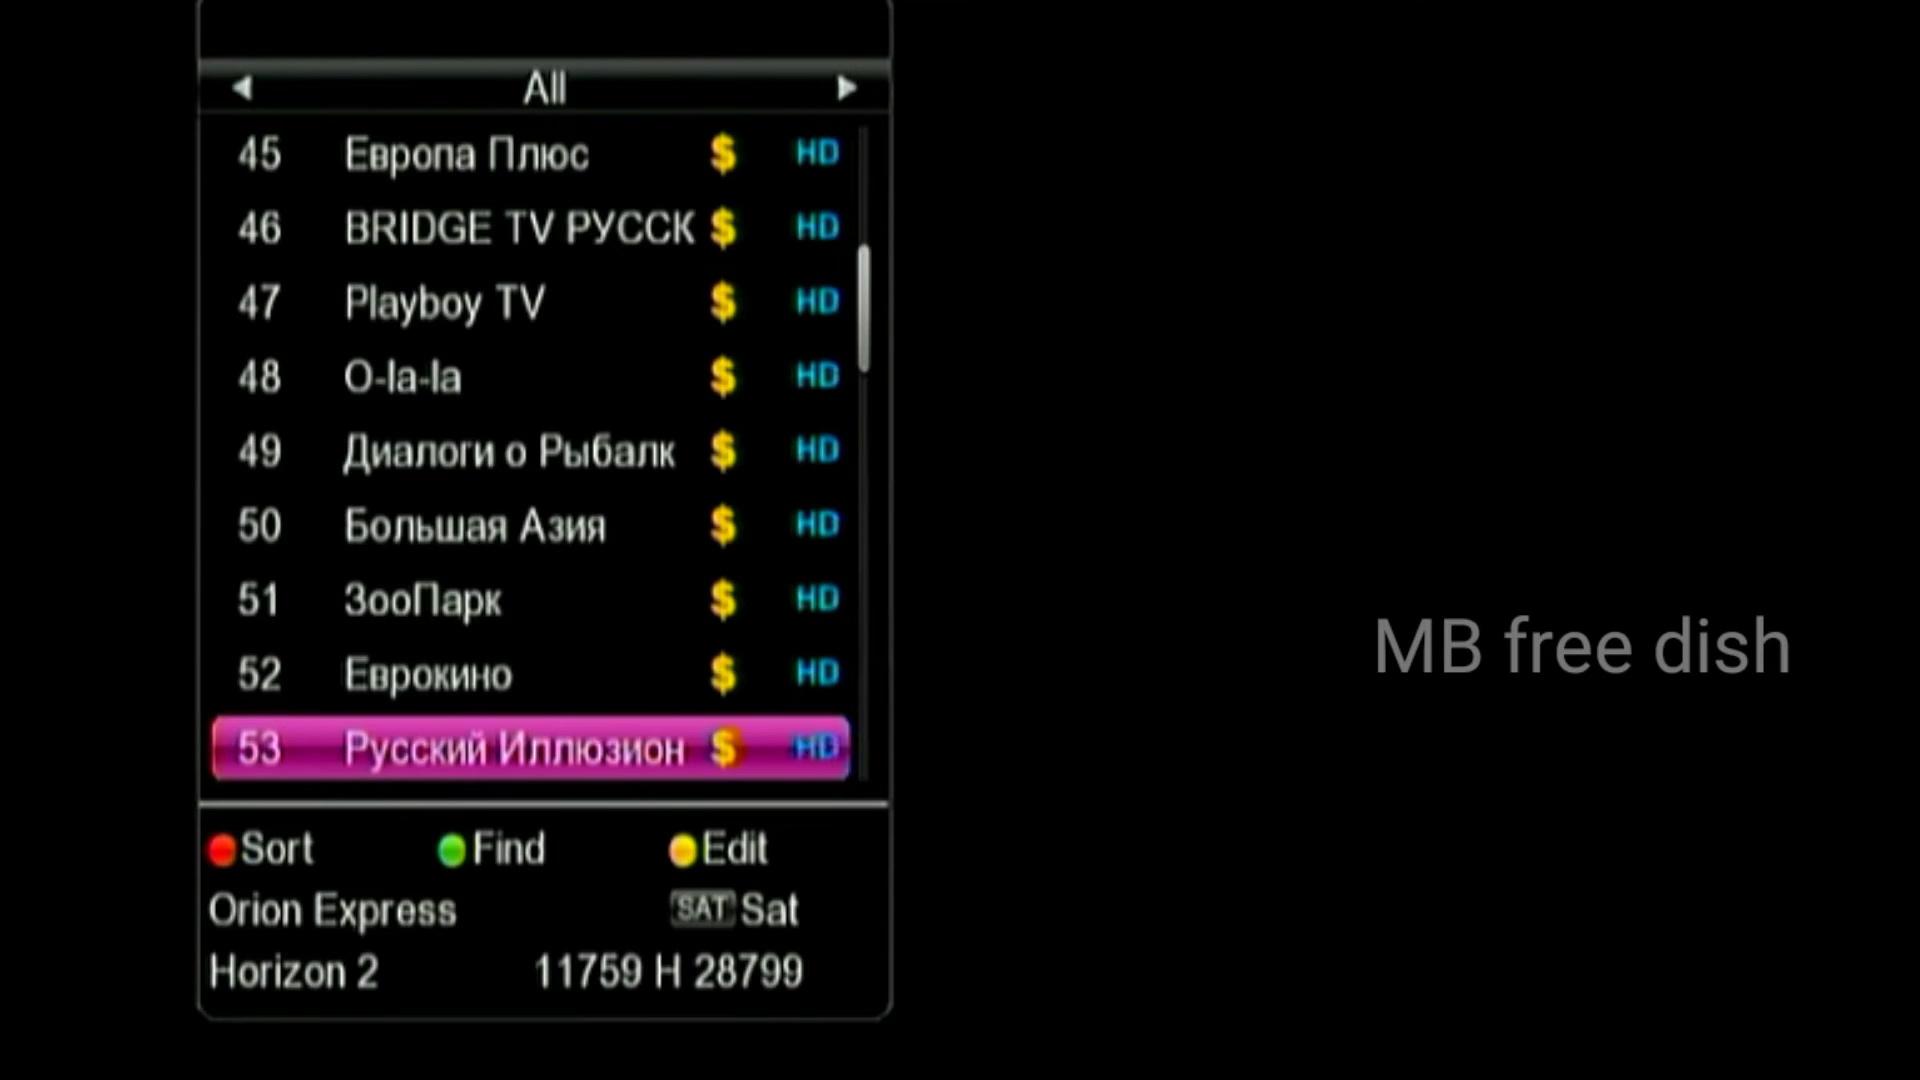 All
45 Европа Плюс $ HD
46 BRIDGE TV РУССК $ HD
47 Playboy TV $ HD
48 O-la-la $ HD
49 Диалоги о Рыбалк $ HD
50 Большая Азия $ HD
51 ЗооПарк $ HD
52 Еврокино $ HD
53 Русский Иллюзион $ HD
Sort Find Edit
Orion Express SAT Sat
Horizon 2 11759 H 28799
MB free dish